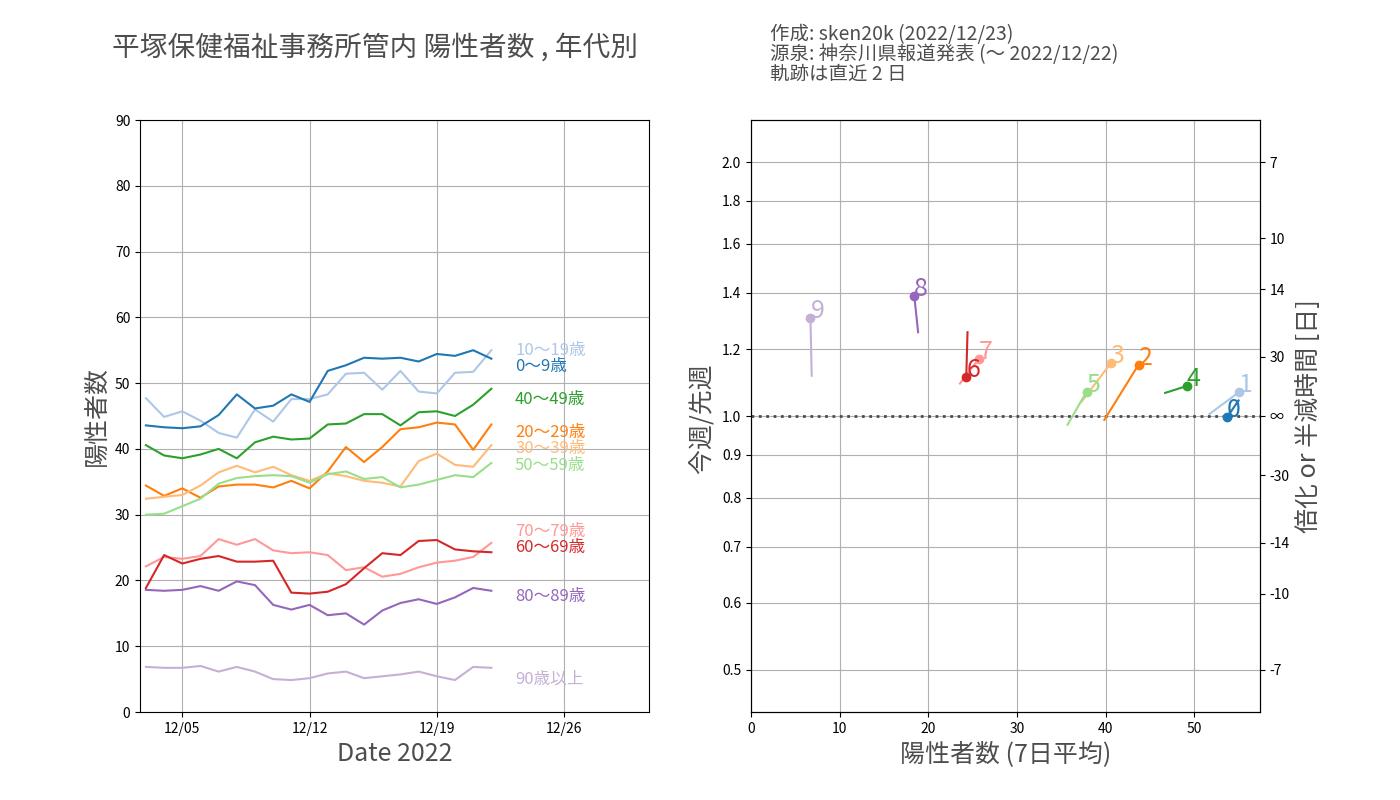 平塚保健福祉事務所管内 陽性者数 , 年代別
作成: sken20k (2022/12/23)
源泉: 神奈川県報道発表 (〜 2022/12/22)
軌跡は直近 2 日
陽性者数
90
80
70
60
50
40
30
20
10
0
10〜19歳
0〜9歳
40〜49歳
20〜29歳
30〜39歳
50〜59歳
70〜79歳
60〜69歳
80〜89歳
90歳以上
12/05
12/12
12/19
12/26
Date 2022
今週/先週
2.0
1.8
1.6
1.4
1.2
1.0
0.9
0.8
0.7
0.6
0.5
9
8
7
6
5
3
2
4
1
0
0
10
20
30
40
50
陽性者数 (7日平均)
7
10
14
30
∞
-30
-14
-10
-7
倍化 or 半減時間 [日]